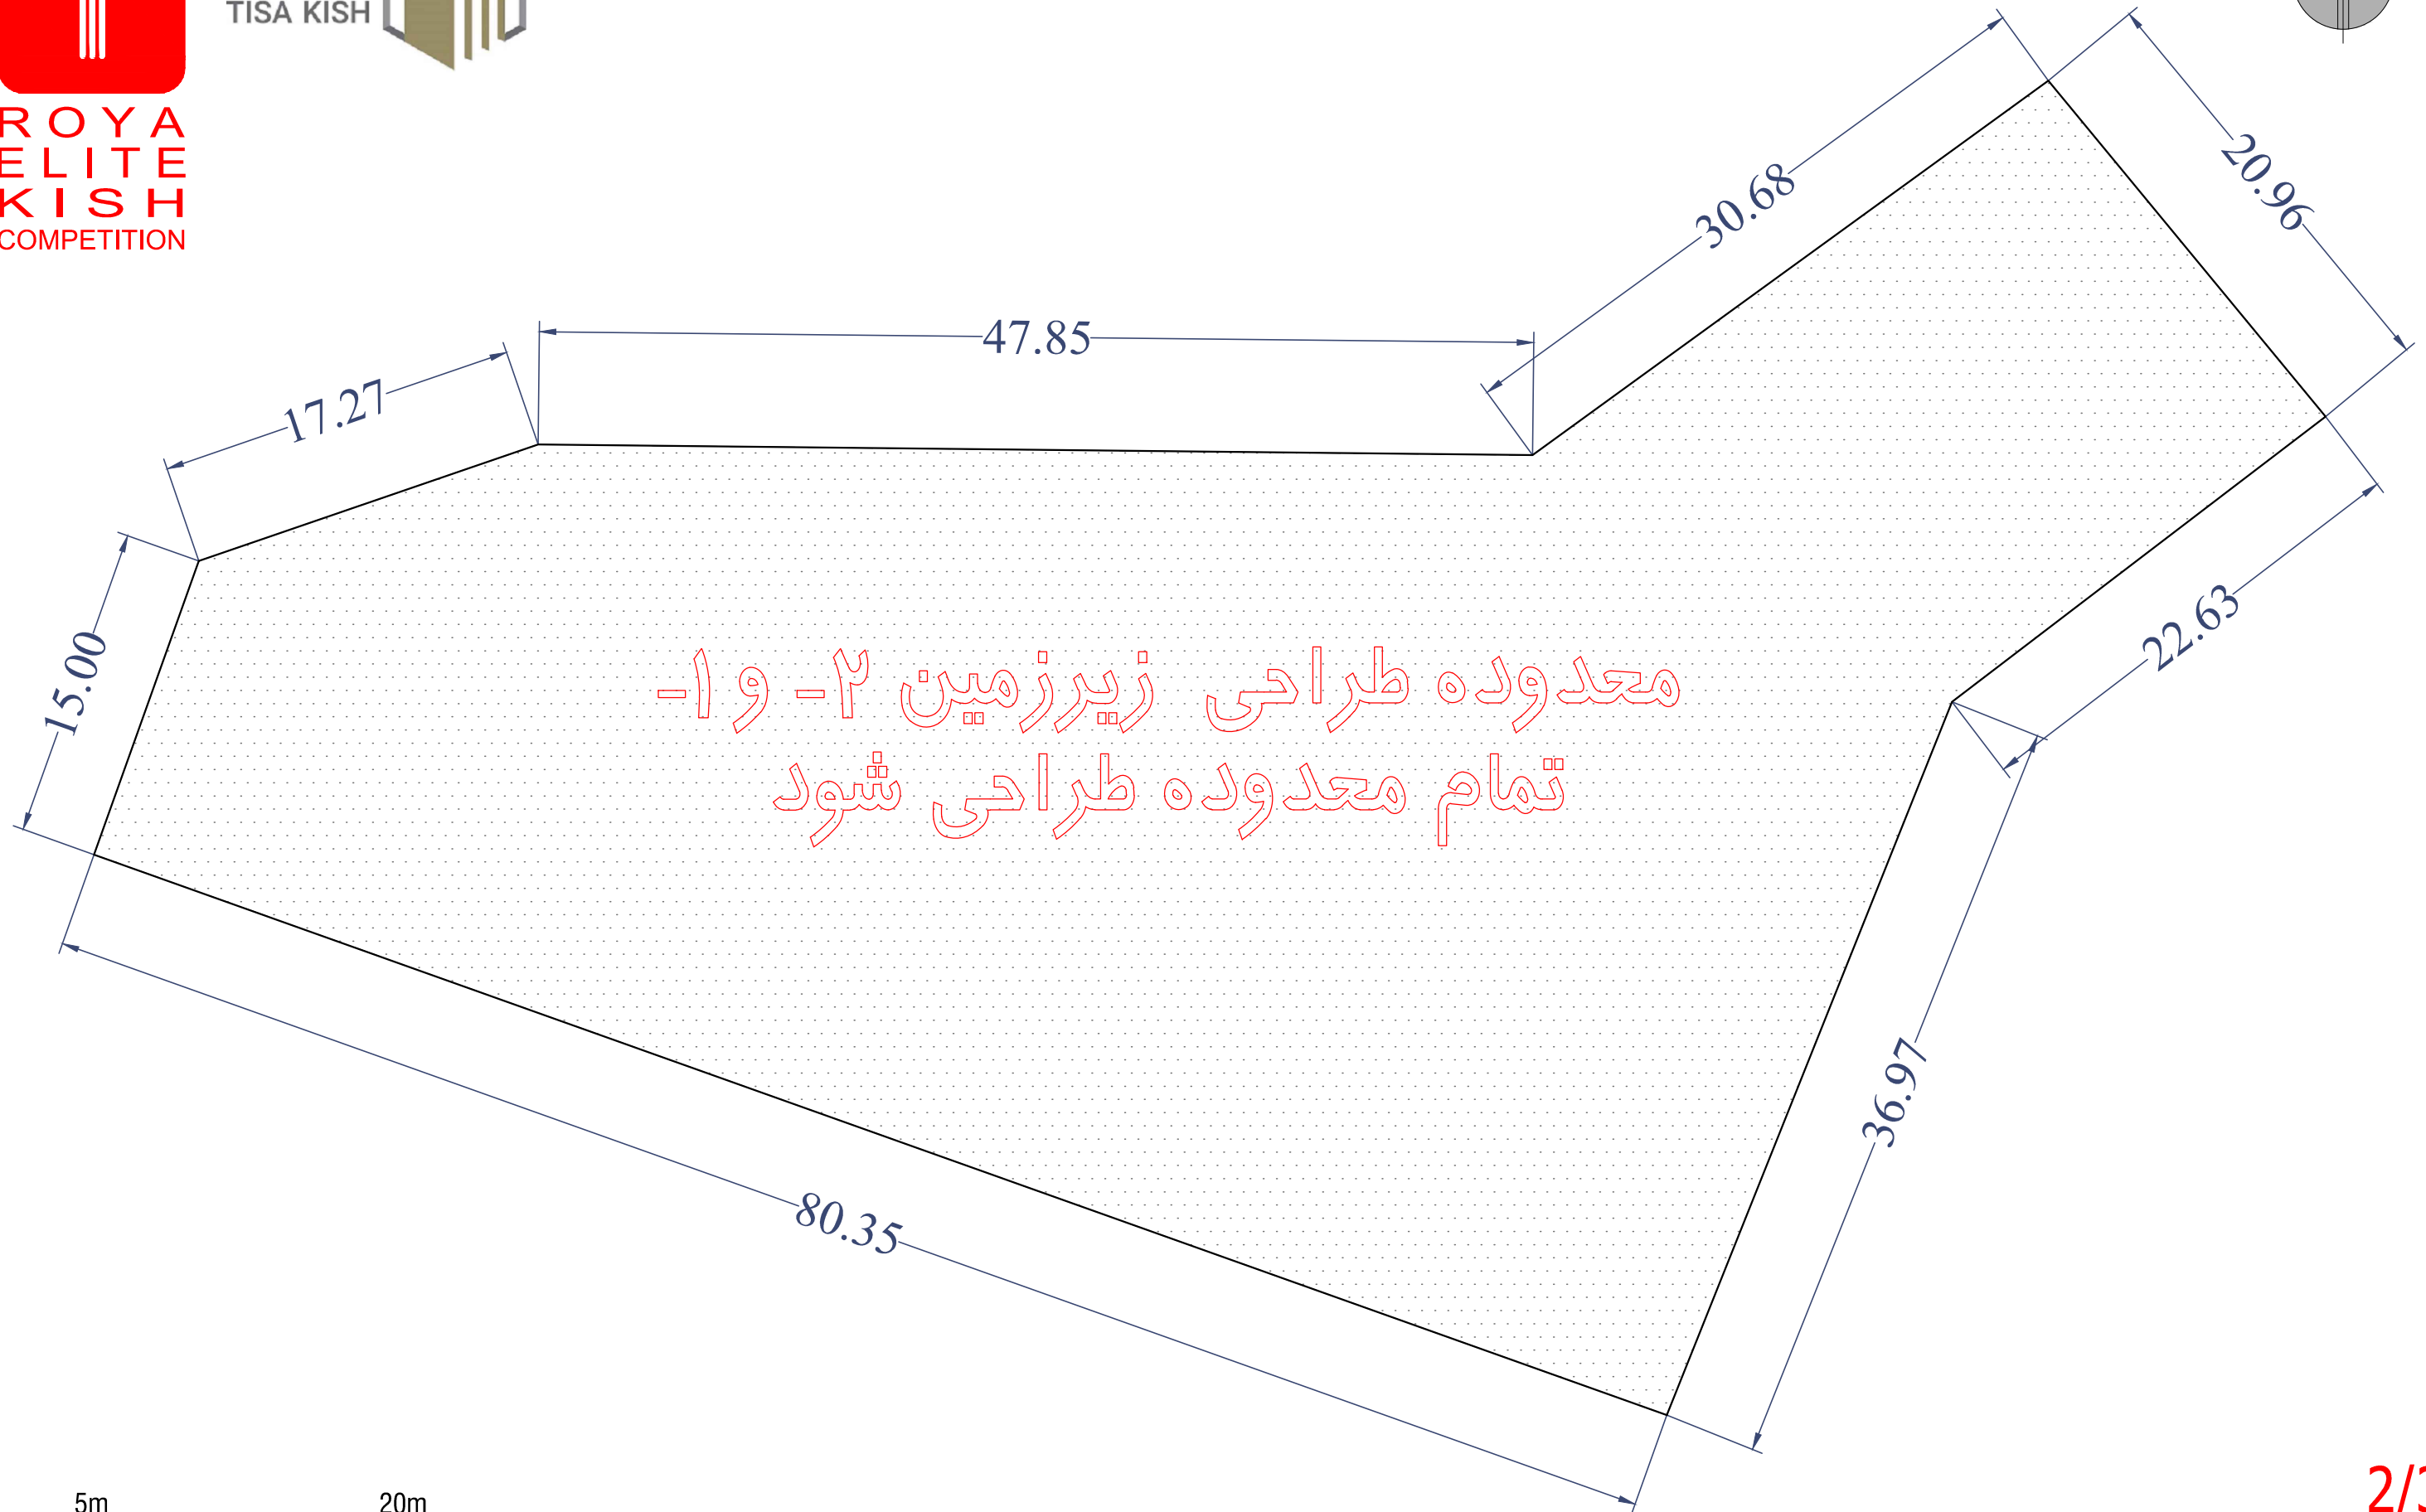 TISA KISH
ROYA
ELITE
KISH
COMPETITION
30.68
20.96
47.85
17.27
22.63
15.00
محدوده طراحی زیرزمین ۲- و ۱-
تمام محدوده طراحی شود
36.97
80.35
5m 20m